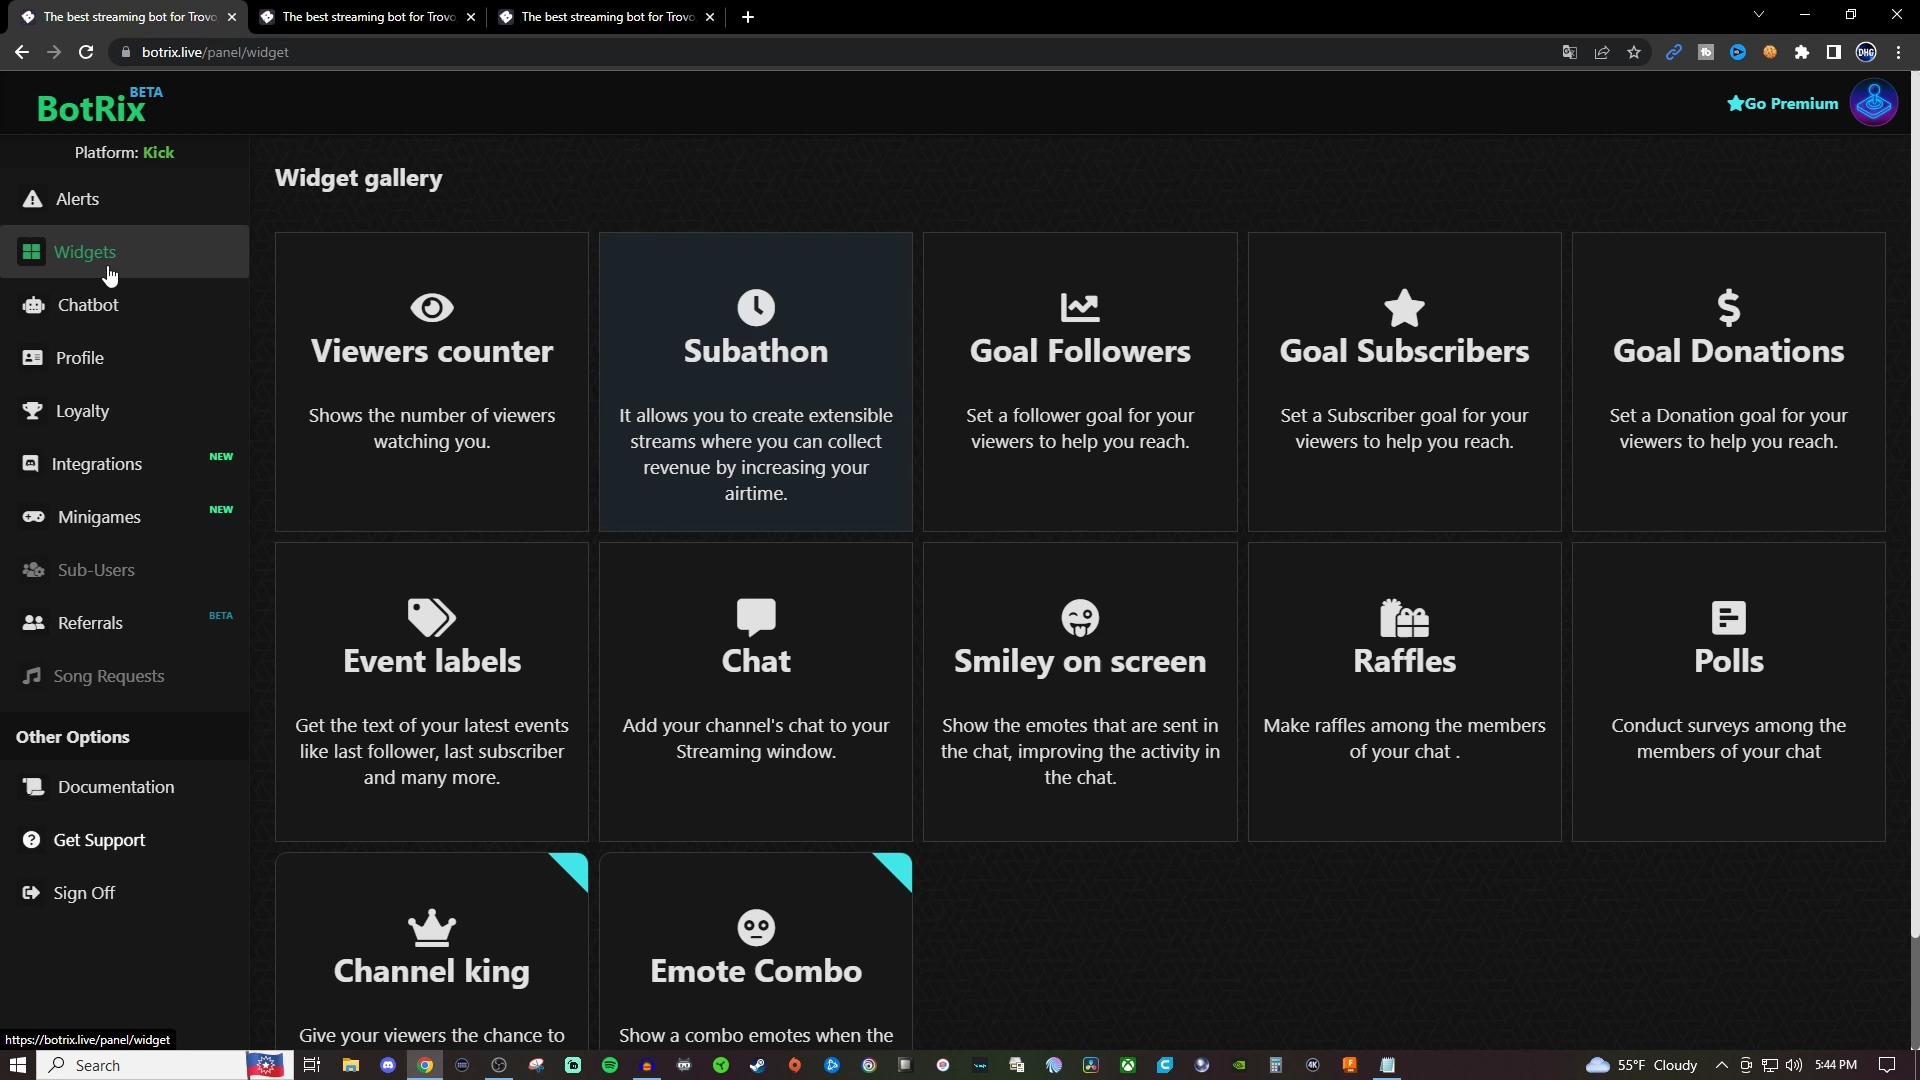 The best streaming bot for Trovo
The best streaming bot for Trovo
The best streaming bot for Trovo
botrix.live/panel/widget
BotRix BETA
Go Premium
Platform: Kick
Alerts
Widgets
Chatbot
Profile
Loyalty
Integrations NEW
Minigames NEW
Sub-Users
Referrals BETA
Song Requests
Other Options
Documentation
Get Support
Sign Off
Widget gallery
Viewers counter
Shows the number of viewers
watching you.
Subathon
It allows you to create extensible
streams where you can collect
revenue by increasing your
airtime.
Goal Followers
Set a follower goal for your
viewers to help you reach.
Goal Subscribers
Set a Subscriber goal for your
viewers to help you reach.
Goal Donations
Set a Donation goal for your
viewers to help you reach.
Event labels
Get the text of your latest events
like last follower, last subscriber
and many more.
Chat
Add your channel's chat to your
Streaming window.
Smiley on screen
Show the emotes that are sent in
the chat, improving the activity in
the chat.
Raffles
Make raffles among the members
of your chat .
Polls
Conduct surveys among the
members of your chat
Channel king
Give your viewers the chance to
Emote Combo
Show a combo emotes when the
https://botrix.live/panel/widget
Search
55°F Cloudy
5:44 PM